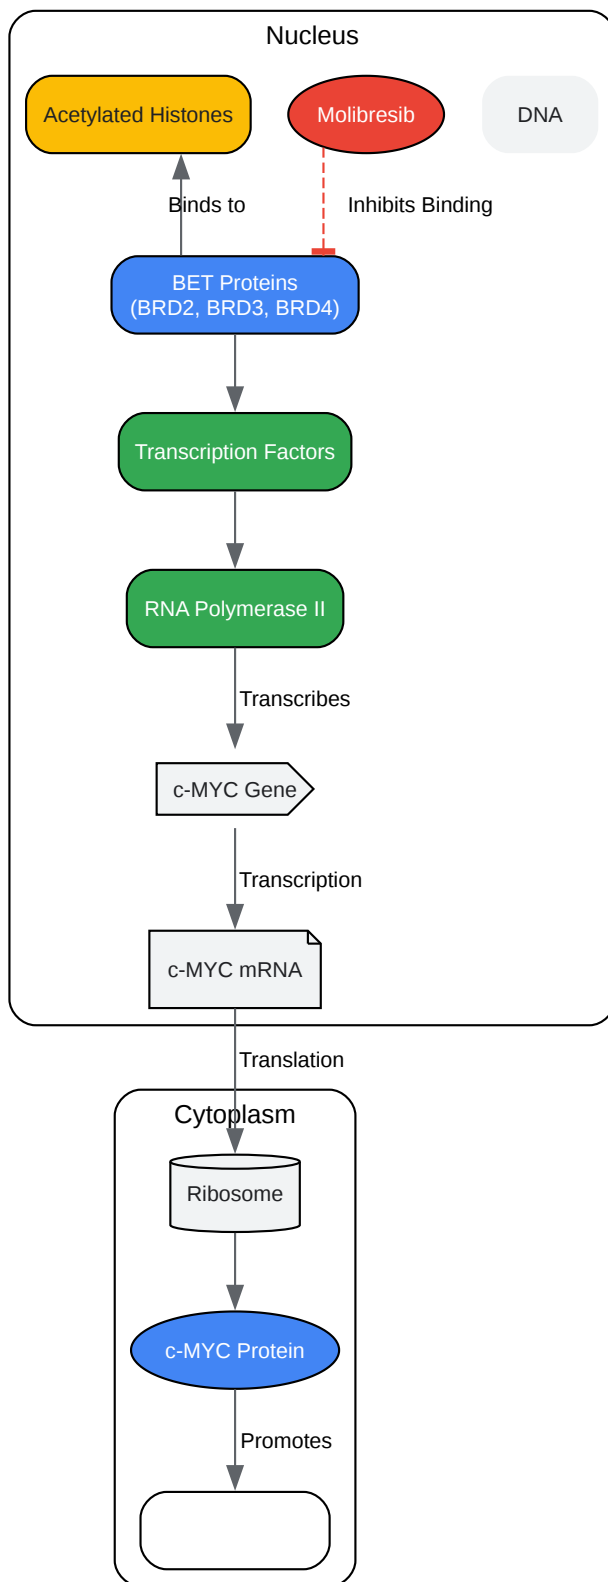 Nucleus
Acetylated Histones
Molibresib
DNA
Binds to
Inhibits Binding
BET Proteins
(BRD2, BRD3, BRD4)
Transcription Factors
RNA Polymerase II
Transcribes
c-MYC Gene
Transcription
c-MYC mRNA
Translation
Cytoplasm
Ribosome
c-MYC Protein
Promotes